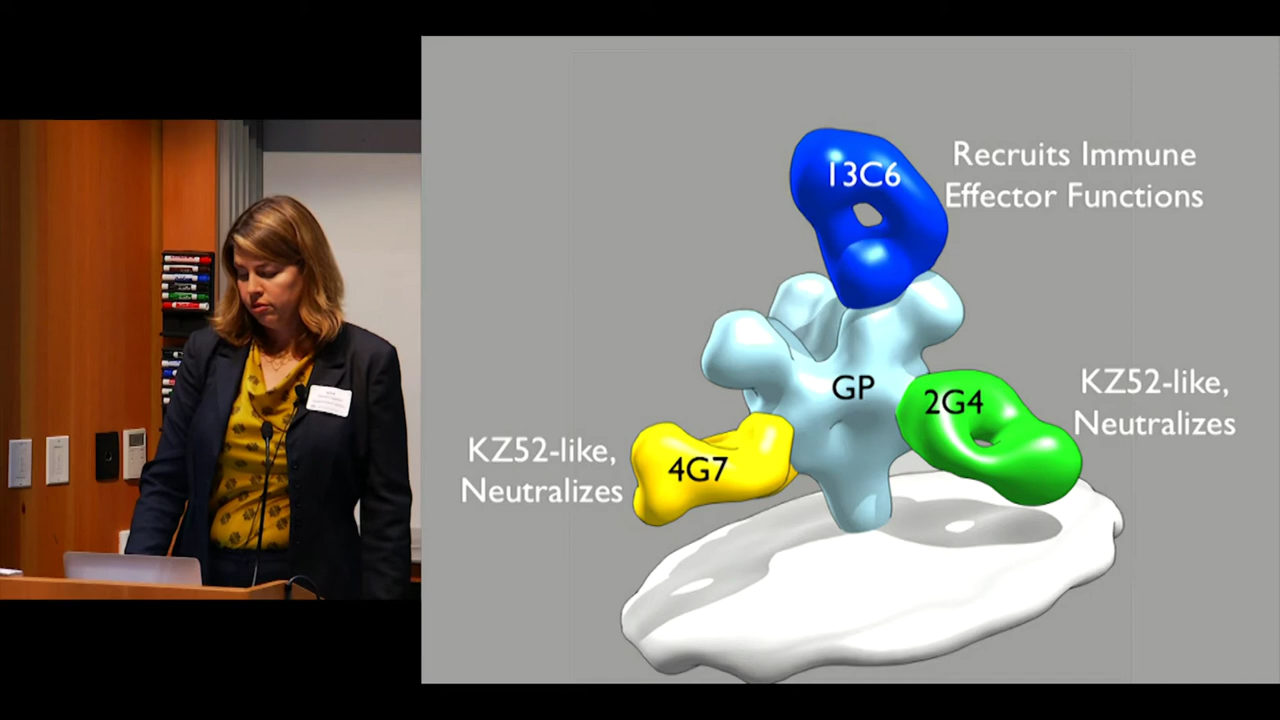 13C6
Recruits Immune
Effector Functions
GP
2G4
KZ52-like,
Neutralizes
KZ52-like,
Neutralizes
4G7